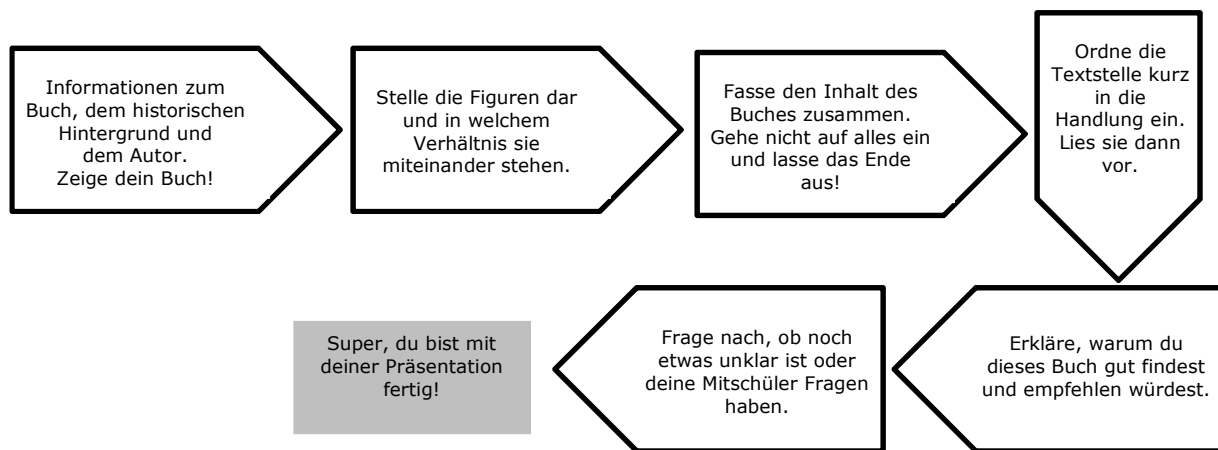 Informationen zum
Buch, dem historischen
Hintergrund und
dem Autor.
Zeige dein Buch!
Stelle die Figuren dar
und in welchem
Verhältnis sie
miteinander stehen.
Fasse den Inhalt des
Buches zusammen.
Gehe nicht auf alles ein
und lasse das Ende
aus!
Ordne die
Textstelle kurz
in die
Handlung ein.
Lies sie dann
vor.
Erkläre, warum du
dieses Buch gut findest
und empfehlen würdest.
Frage nach, ob noch
etwas unklar ist oder
deine Mitschüler Fragen
haben.
Super, du bist mit
deiner Präsentation
fertig!